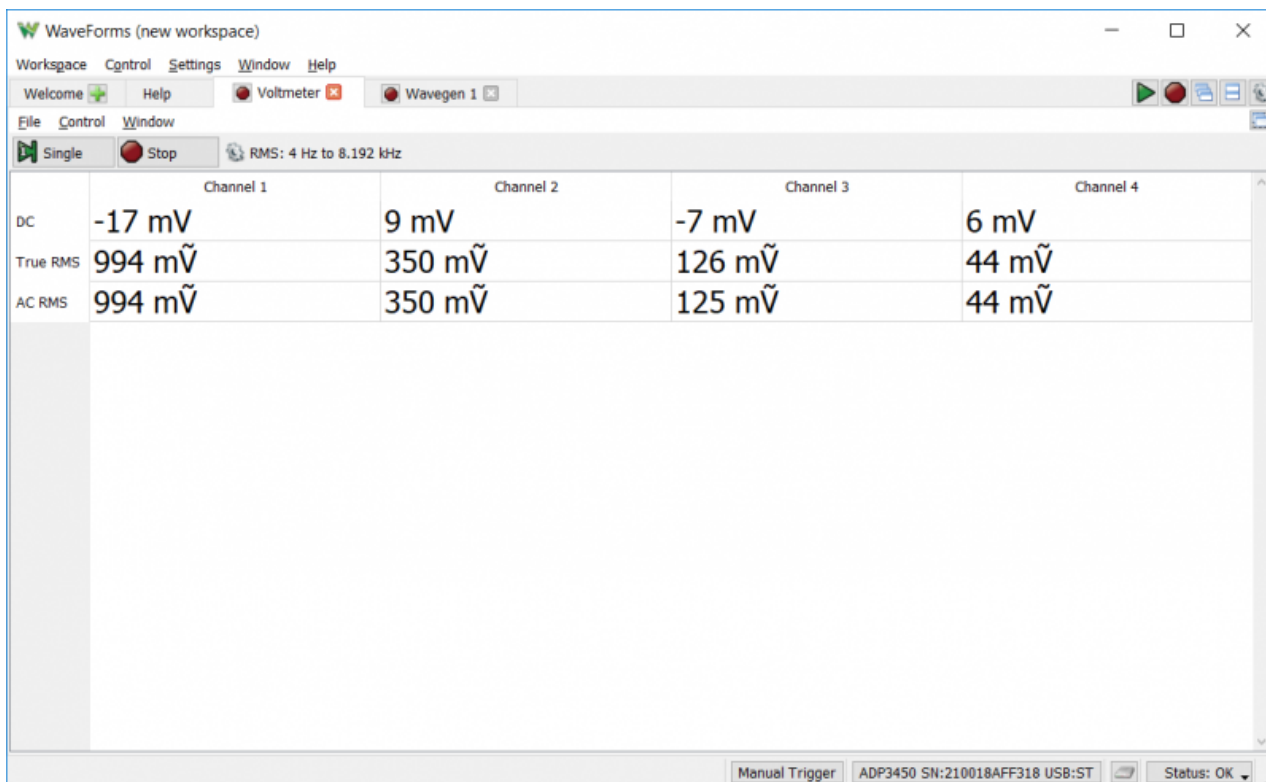 WaveForms (new workspace)
Workspace Control Settings Window Help
Welcome Help Voltmeter Wavegen 1
File Control Window
Single Stop RMS: 4 Hz to 8.192 kHz
Channel 1 Channel 2 Channel 3 Channel 4
DC -17 mV 9 mV -7 mV 6 mV
True RMS 994 mṼ 350 mṼ 126 mṼ 44 mṼ
AC RMS 994 mṼ 350 mṼ 125 mṼ 44 mṼ
Manual Trigger ADP3450 SN:210018AFF318 USB:ST Status: OK